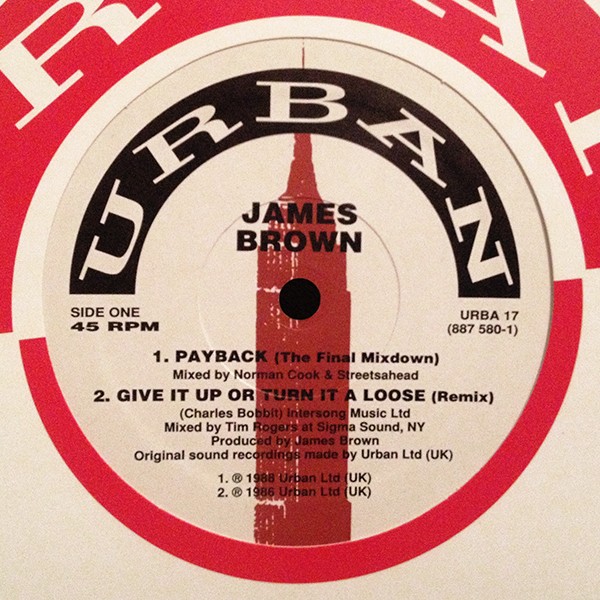 URBAN
JAMES
BROWN
SIDE ONE
45 RPM
URBA 17
(887 580-1)
1. PAYBACK (The Final Mixdown)
Mixed by Norman Cook & Streetsahead
2. GIVE IT UP OR TURN IT A LOOSE (Remix)
(Charles Bobbit) Intersong Music Ltd
Mixed by Tim Rogers at Sigma Sound, NY
Produced by James Brown
Original sound recordings made by Urban Ltd (UK)
1. ℗ 1988 Urban Ltd (UK)
2. ℗ 1986 Urban Ltd (UK)